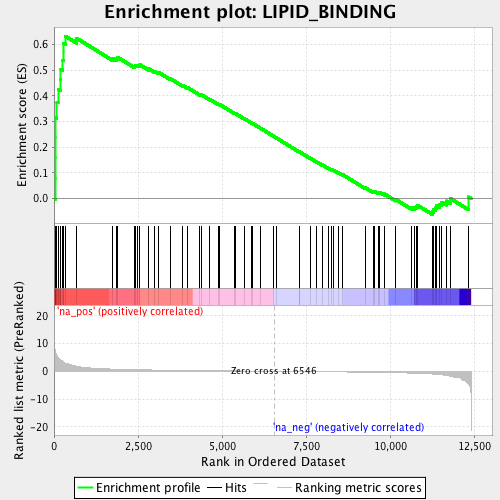 Enrichment plot: LIPID_BINDING
Enrichment score (ES)
0.6
0.5
0.4
0.3
0.2
0.1
0.0
'na_pos' (positively correlated)
Ranked list metric (PreRanked)
20
10
0
-10
-20
Zero cross at 6546
'na_neg' (negatively correlated)
0
2,500
5,000
7,500
10,000
12,500
Rank in Ordered Dataset
Enrichment profile
Hits
Ranking metric scores